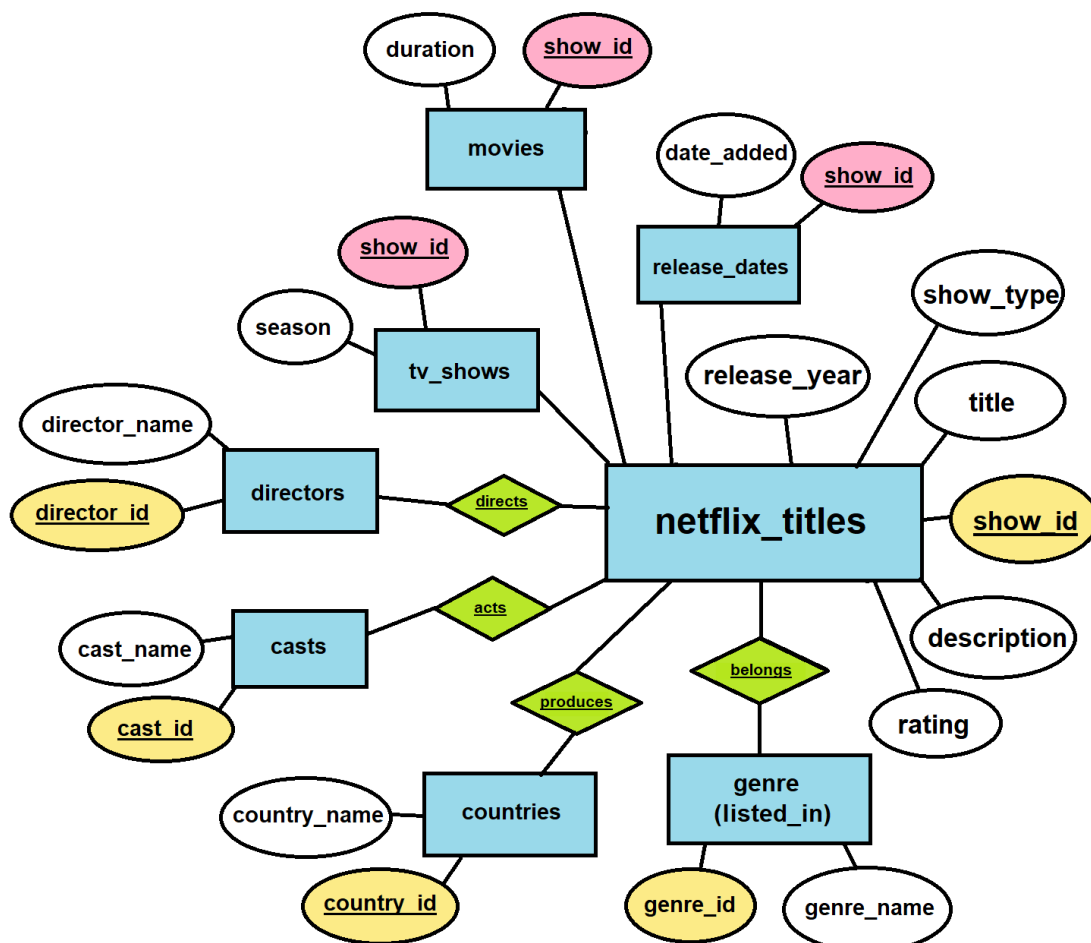 duration
show_id
movies
date_added
show_id
release_dates
show_id
season
tv_shows
show_type
release_year
title
director_name
directors
director_id
directs
netflix_titles
show_id
acts
casts
cast_name
cast_id
description
belongs
produces
rating
country_name
countries
country_id
genre
(listed_in)
genre_id
genre_name